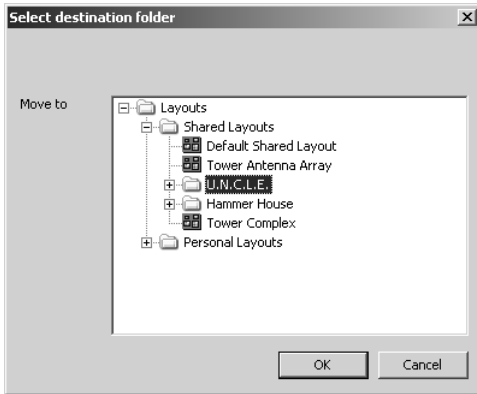 Select destination folder
Move to
Layouts
Shared Layouts
Default Shared Layout
Tower Antenna Array
U.N.C.L.E.
Hammer House
Tower Complex
Personal Layouts
OK Cancel